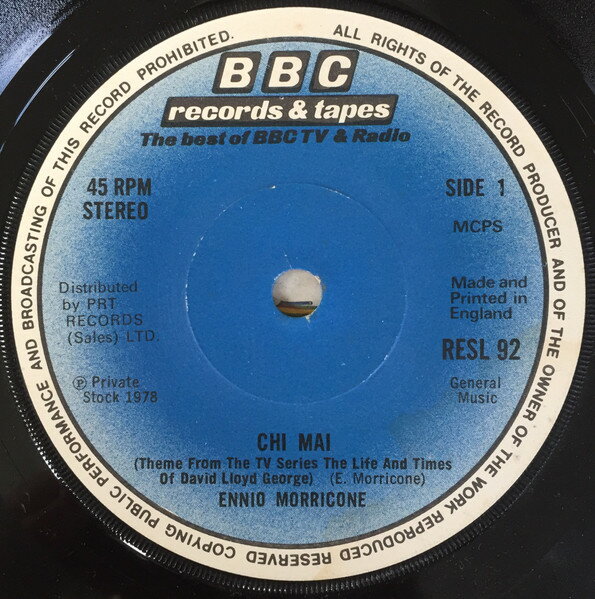 ALL RIGHTS OF THE RECORD PRODUCER AND OF THE OWNER OF THE WORK REPRODUCED RESERVED COPYING PUBLIC PERFORMANCE AND BROADCASTING OF THIS RECORD PROHIBITED.
BBC
records & tapes
The best of BBC TV & Radio
45 RPM
STEREO
SIDE 1
MCPS
Distributed
by PRT
RECORDS
(Sales) LTD.
Made and
Printed in
England
RESL 92
℗ Private
Stock 1978
General
Music
CHI MAI
(Theme From The TV Series The Life And Times
Of David Lloyd George) (E. Morricone)
ENNIO MORRICONE